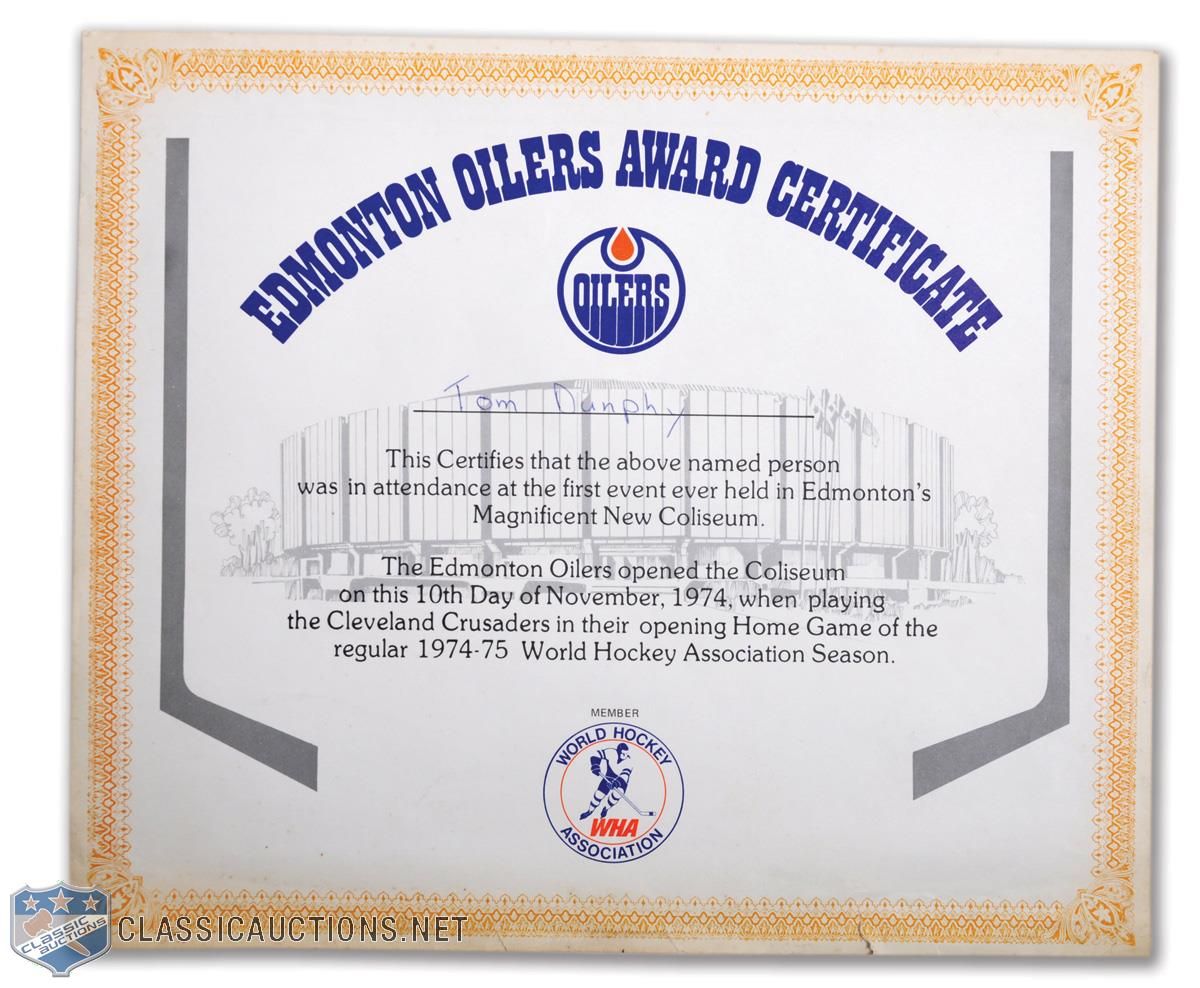 EDMONTON OILERS AWARD CERTIFICATE
OILERS
Tom Dunphy
This Certifies that the above named person
was in attendance at the first event ever held in Edmonton's
Magnificent New Coliseum.
The Edmonton Oilers opened the Coliseum
on this 10th Day of November, 1974, when playing
the Cleveland Crusaders in their opening Home Game of the
regular 1974-75 World Hockey Association Season.
MEMBER
WORLD HOCKEY
WHA
ASSOCIATION
CLASSIC
AUCTIONS
CLASSICAUCTIONS.NET